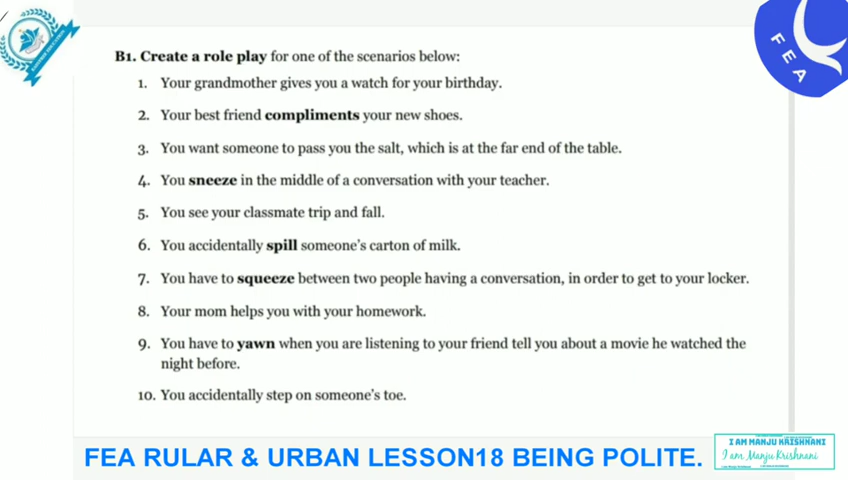 B1. Create a role play for one of the scenarios below:
1. Your grandmother gives you a watch for your birthday.
2. Your best friend compliments your new shoes.
3. You want someone to pass you the salt, which is at the far end of the table.
4. You sneeze in the middle of a conversation with your teacher.
5. You see your classmate trip and fall.
6. You accidentally spill someone's carton of milk.
7. You have to squeeze between two people having a conversation, in order to get to your locker.
8. Your mom helps you with your homework.
9. You have to yawn when you are listening to your friend tell you about a movie he watched the
night before.
10. You accidentally step on someone's toe.
FEA RULAR & URBAN LESSON18 BEING POLITE.
FEA
I AM MANJU KRISHNANI
I am Manju Krishnani